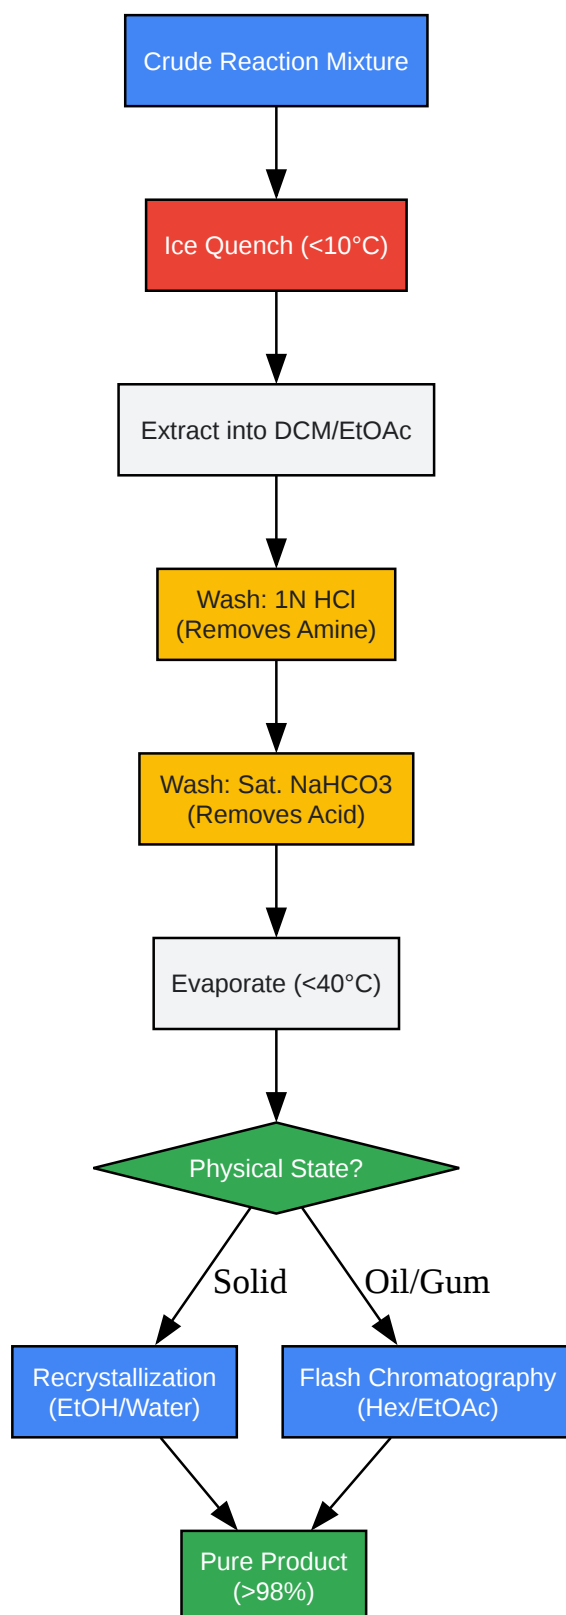 Crude Reaction Mixture
Ice Quench (<10°C)
Extract into DCM/EtOAc
Wash: 1N HCl
(Removes Amine)
Wash: Sat. NaHCO3
(Removes Acid)
Evaporate (<40°C)
Physical State?
Solid
Oil/Gum
Recrystallization
(EtOH/Water)
Flash Chromatography
(Hex/EtOAc)
Pure Product
(>98%)